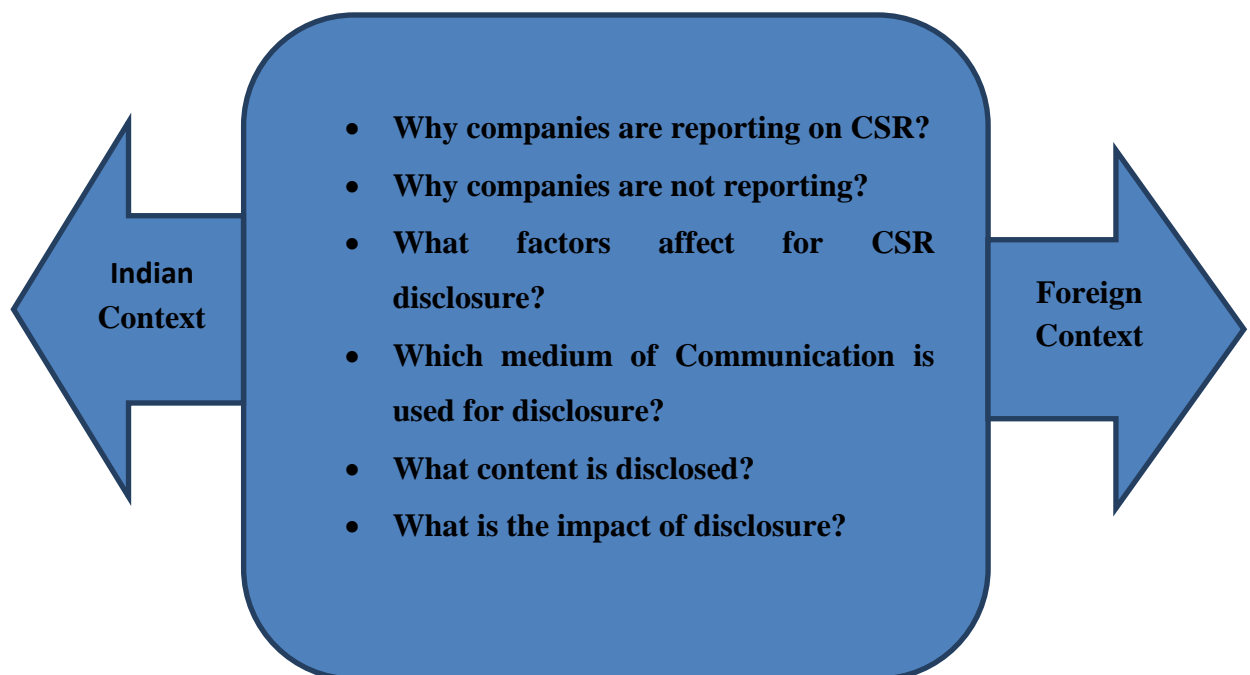 Indian
Context
• Why companies are reporting on CSR?
• Why companies are not reporting?
• What factors affect for CSR
disclosure?
• Which medium of Communication is
used for disclosure?
• What content is disclosed?
• What is the impact of disclosure?
Foreign
Context